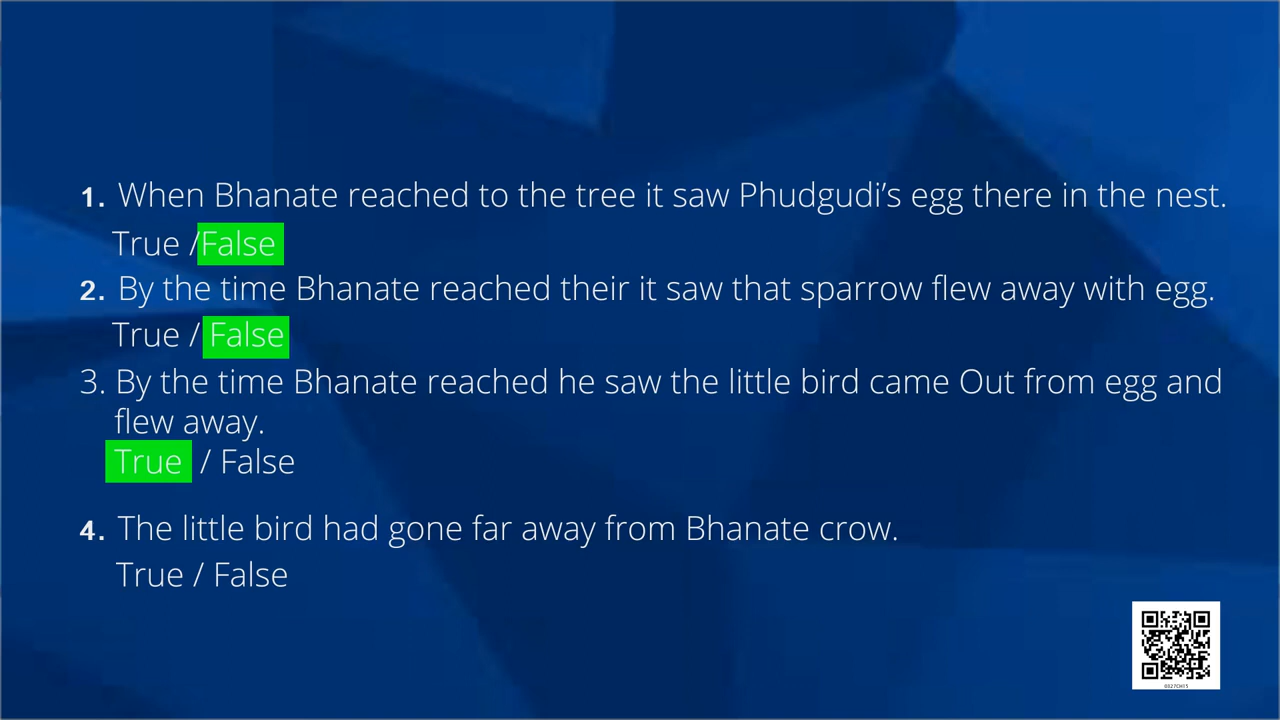 1. When Bhanate reached to the tree it saw Phudgudi’s egg there in the nest.
True /False
2. By the time Bhanate reached their it saw that sparrow flew away with egg.
True / False
3. By the time Bhanate reached he saw the little bird came Out from egg and
flew away.
True / False
4. The little bird had gone far away from Bhanate crow.
True / False